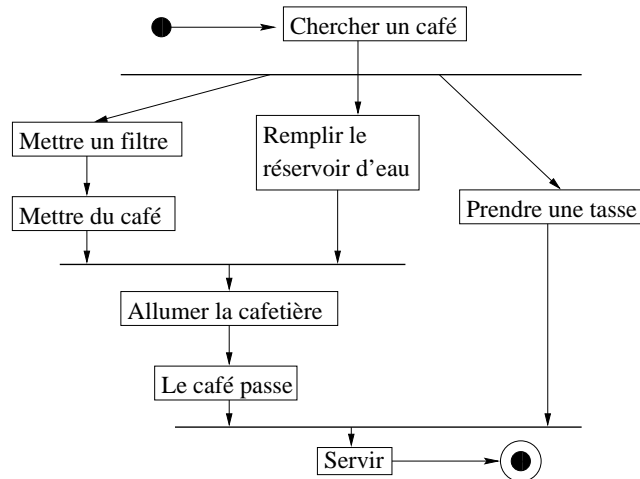 Chercher un café
Mettre un filtre
Remplir le
réservoir d'eau
Mettre du café
Prendre une tasse
Allumer la cafetière
Le café passe
Servir